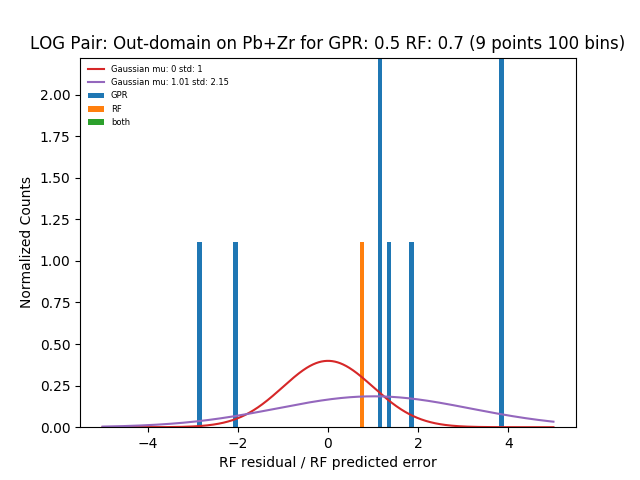 LOG Pair: Out-domain on Pb+Zr for GPR: 0.5 RF: 0.7 (9 points 100 bins)
Gaussian mu: 0 std: 1
Gaussian mu: 1.01 std: 2.15
GPR
RF
both
Normalized Counts
2.00
1.75
1.50
1.25
1.00
0.75
0.50
0.25
0.00
−4
−2
0
2
4
RF residual / RF predicted error